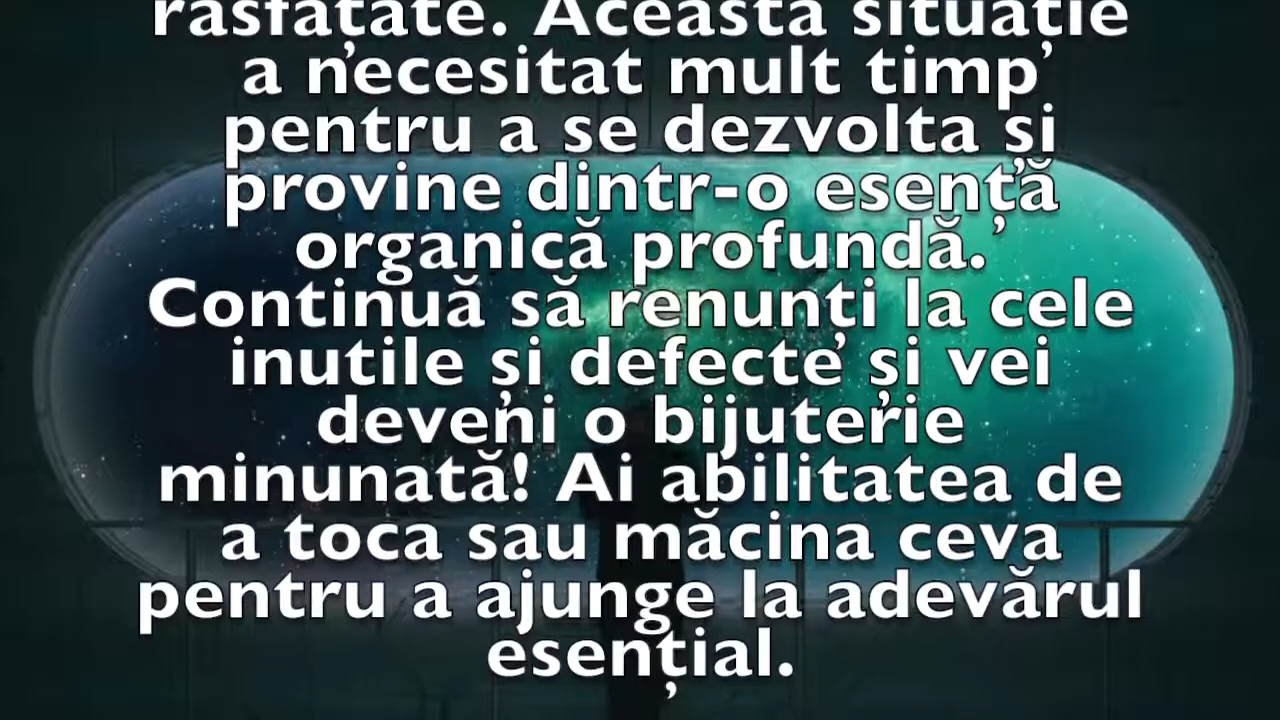 răsfățate. Această situație
a necesitat mult timp
pentru a se dezvolta și
provine dintr-o esență
organică profundă.
Continuă să renunți la cele
inutile și defecte și vei
deveni o bijuterie
minunată! Ai abilitatea de
a toca sau măcina ceva
pentru a ajunge la adevărul
esențial.